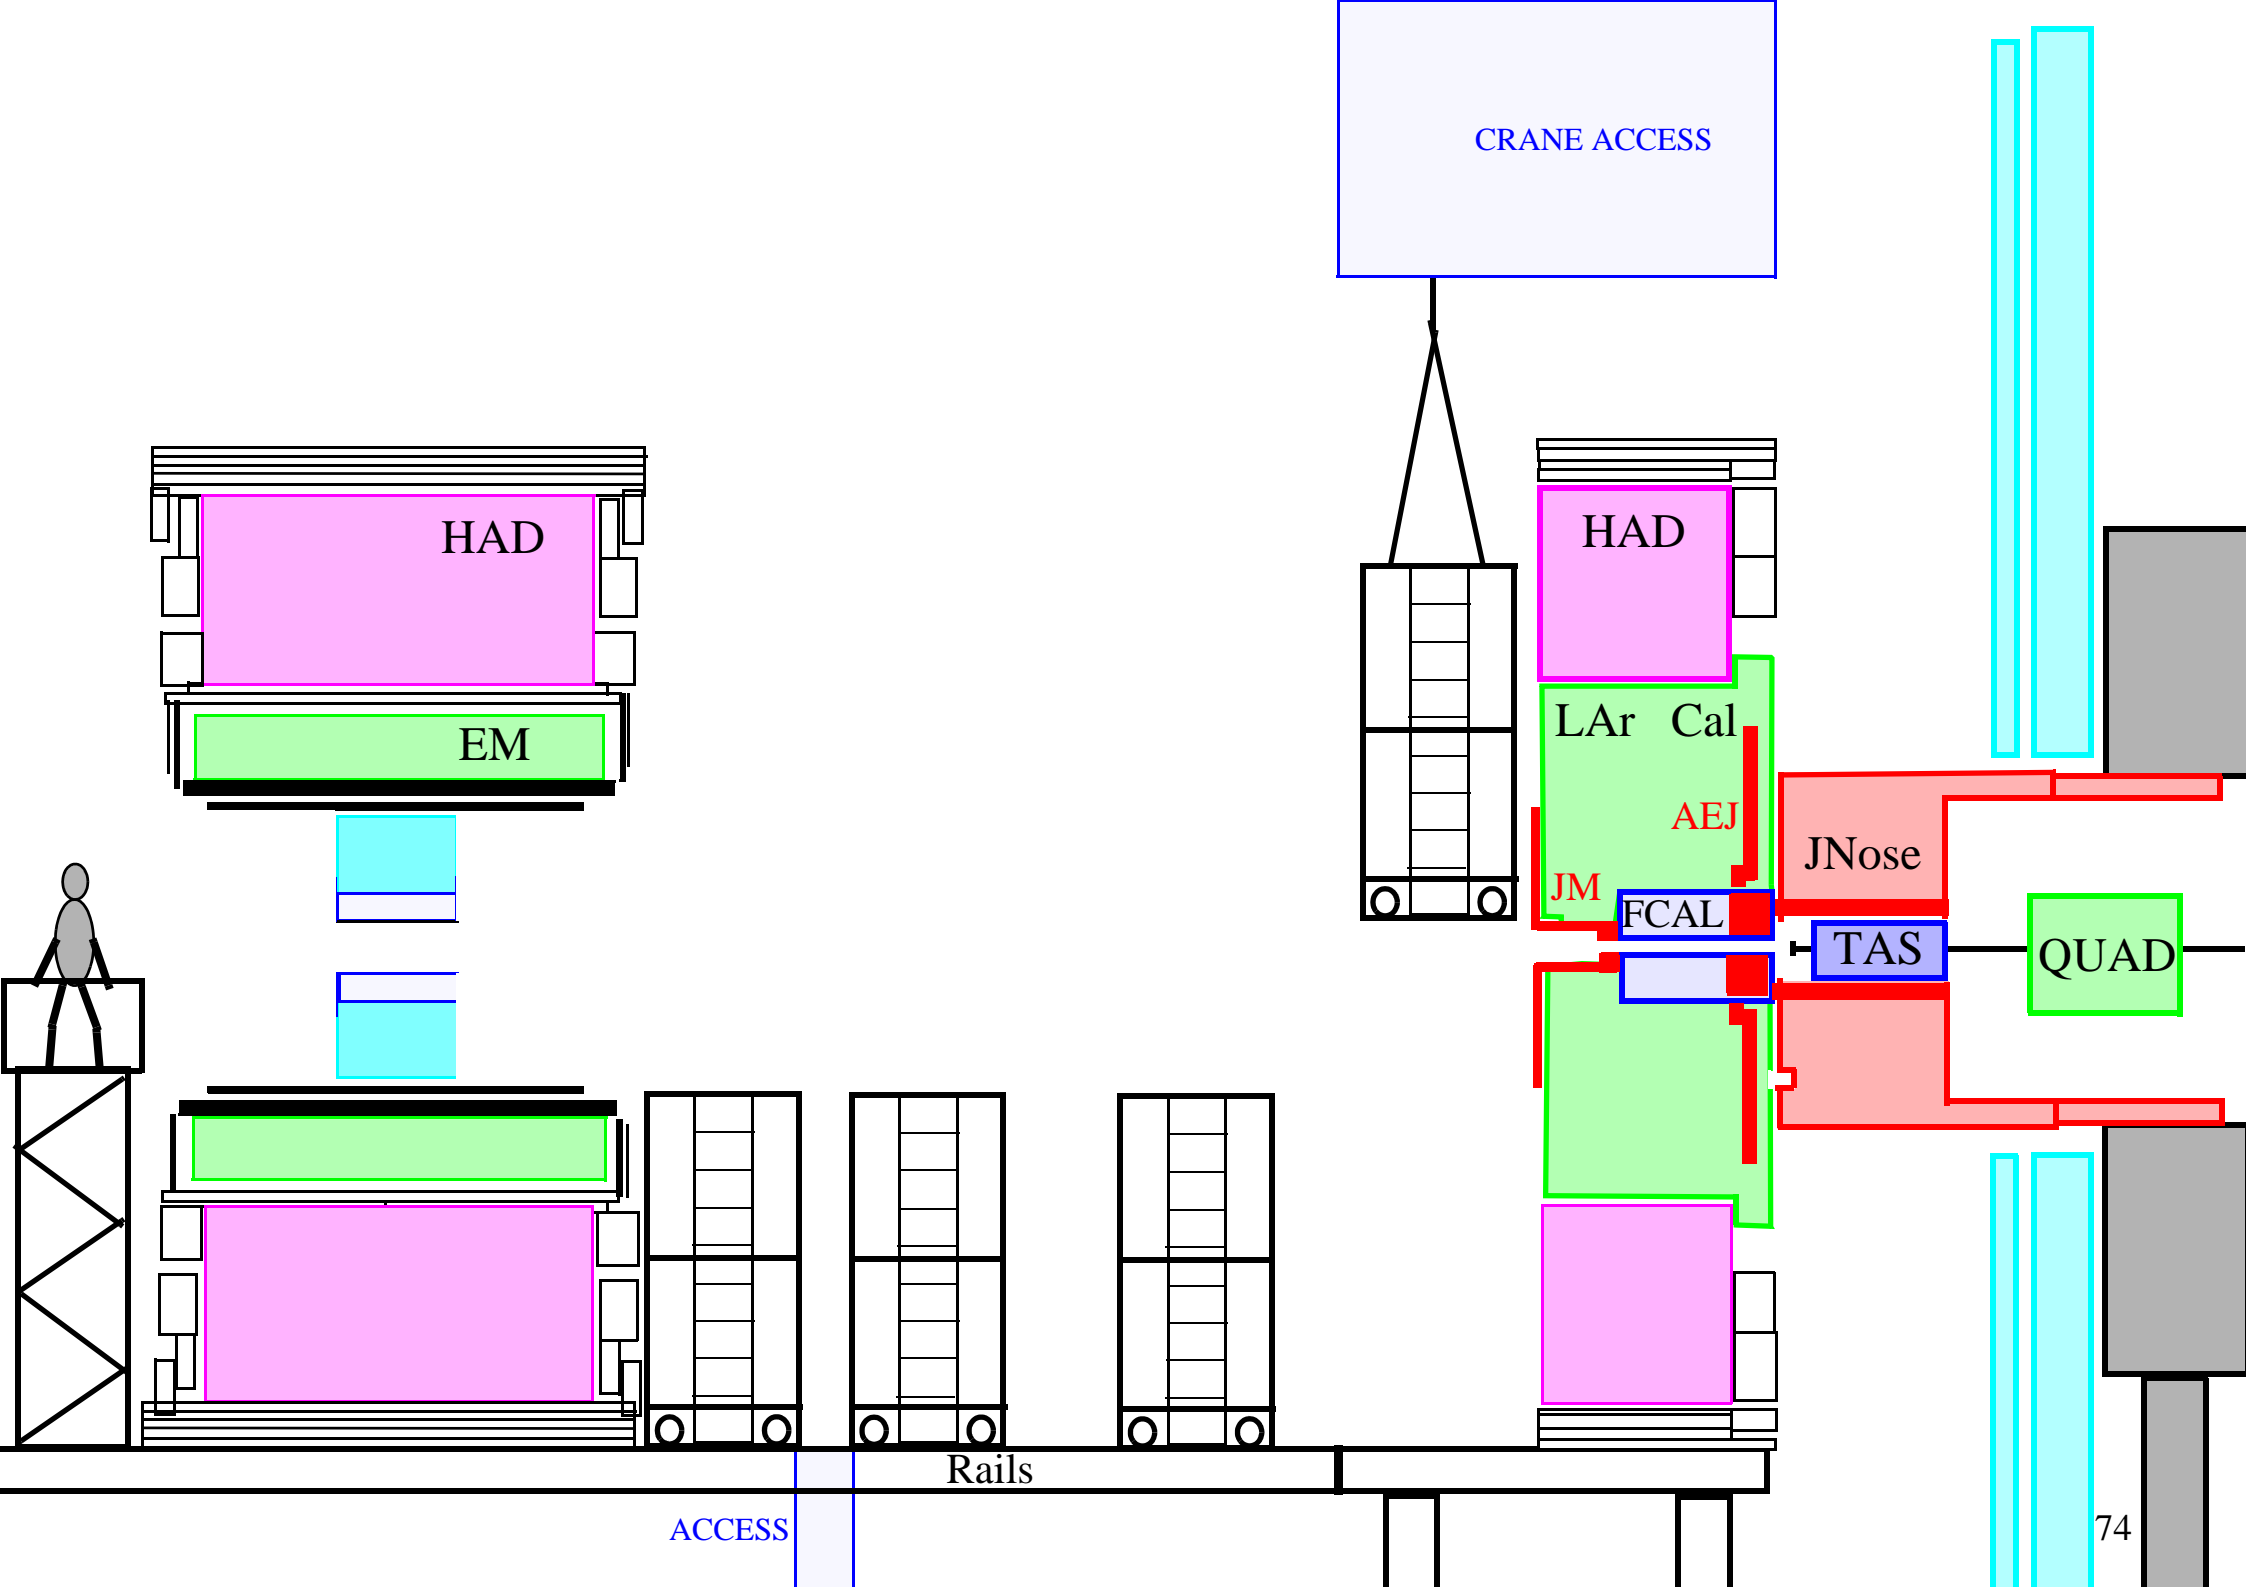 CRANE ACCESS
HAD
HAD
EM
LAr Cal
AEJ
JM
JNose
FCAL
TAS
QUAD
Rails
ACCESS
74